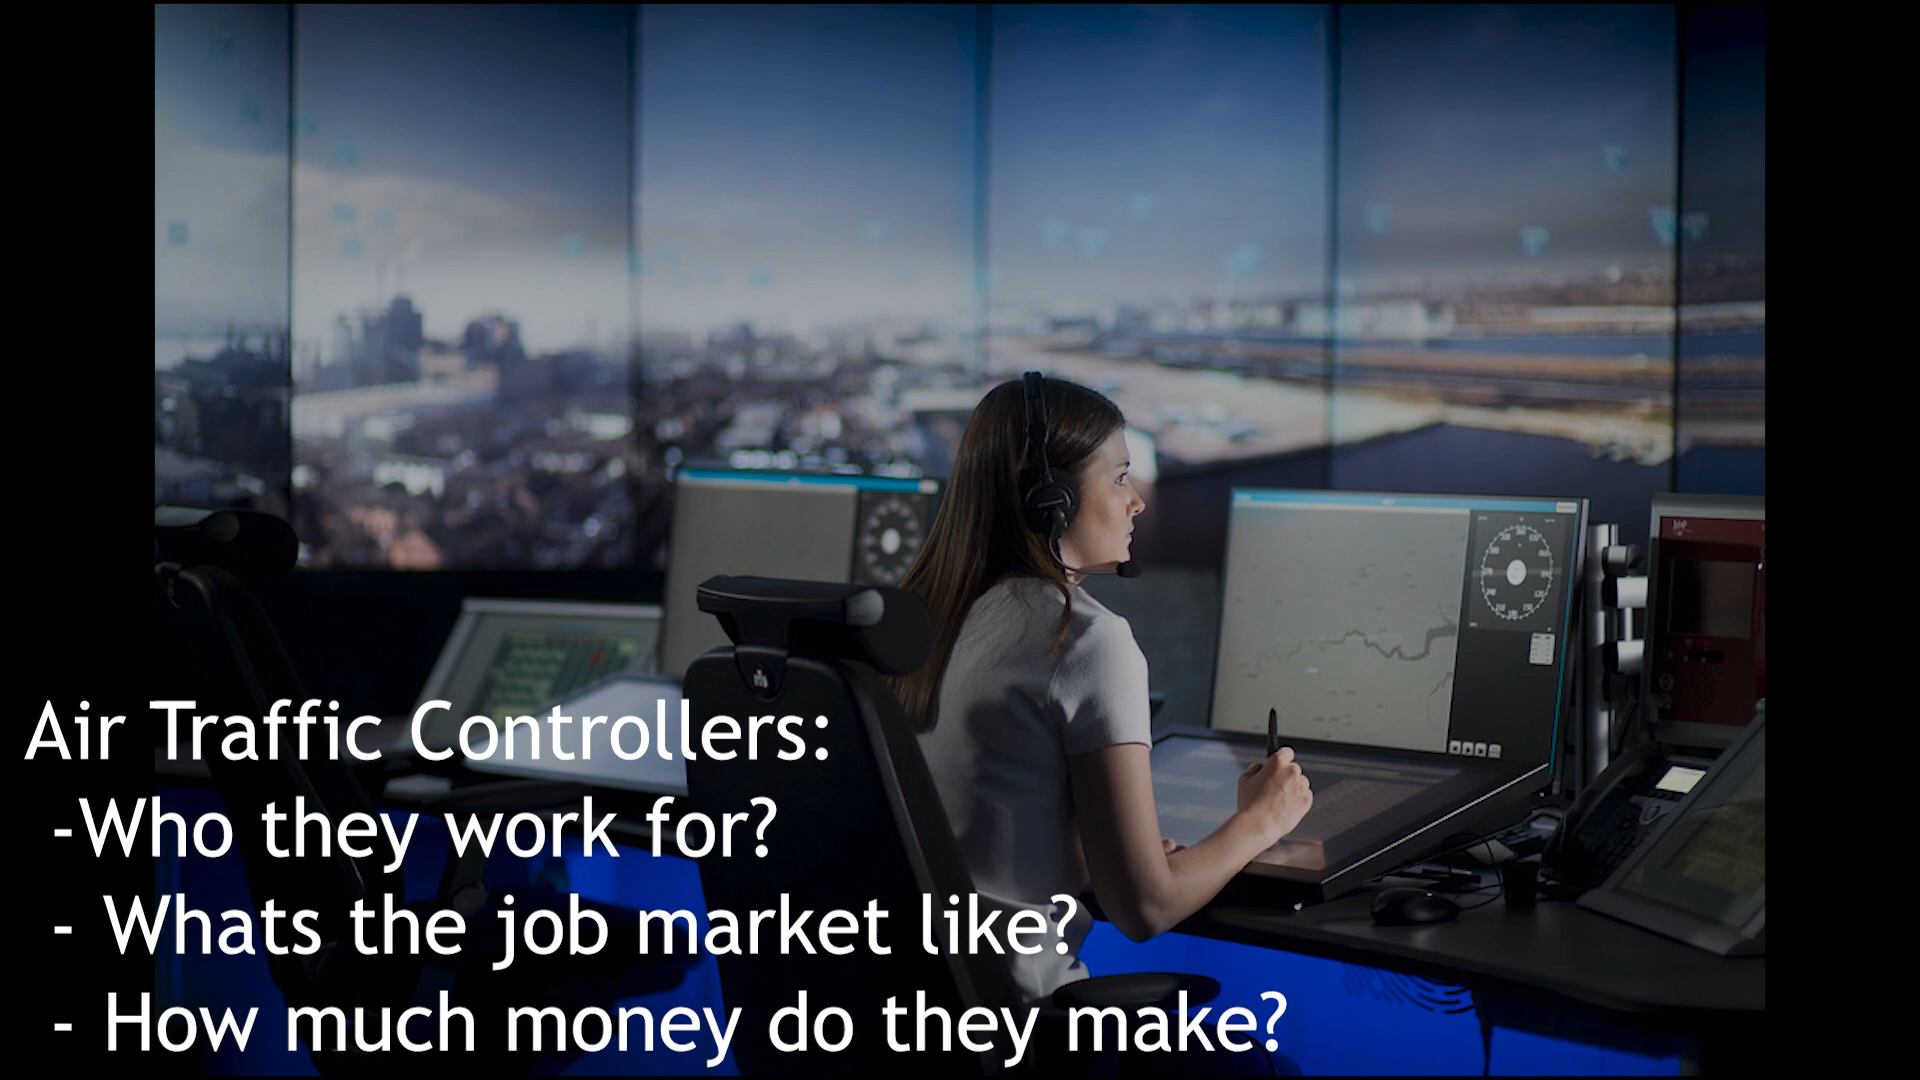 Air Traffic Controllers:
-Who they work for?
- Whats the job market like?
- How much money do they make?